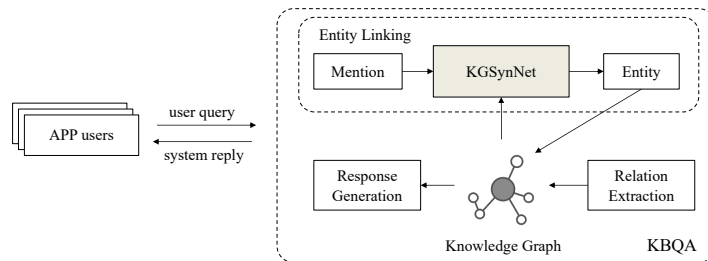 Entity Linking
Mention
KGSynNet
Entity
user query
APP users
system reply
Response
Generation
Relation
Extraction
Knowledge Graph
KBQA